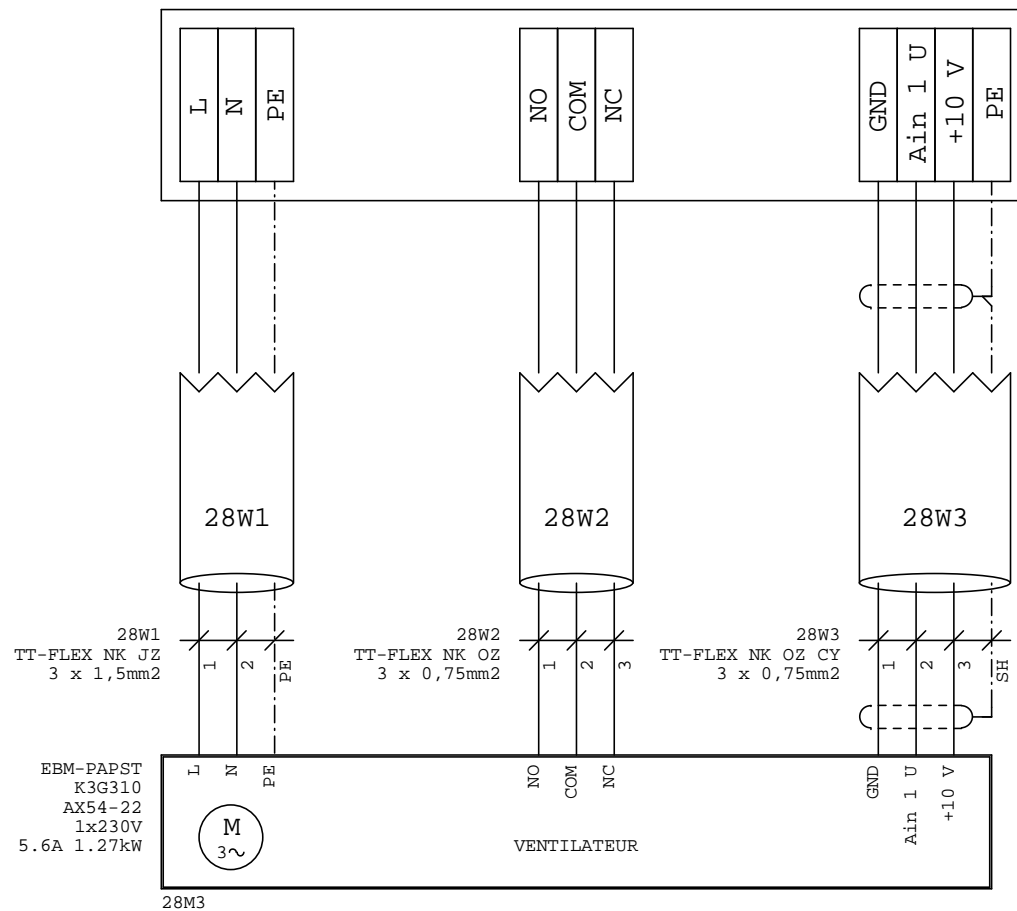 L
N
PE
NO
COM
NC
GND
Ain 1 U
+10 V
PE
28W1
28W2
28W3
28W1
TT-FLEX NK JZ
3 x 1,5mm2
1
2
PE
28W2
TT-FLEX NK OZ
3 x 0,75mm2
1
2
3
28W3
TT-FLEX NK OZ CY
3 x 0,75mm2
1
2
3
SH
EBM-PAPST
K3G310
AX54-22
1x230V
5.6A 1.27kW
L
N
PE
NO
COM
NC
GND
Ain 1 U
+10 V
M
3~
VENTILATEUR
28M3